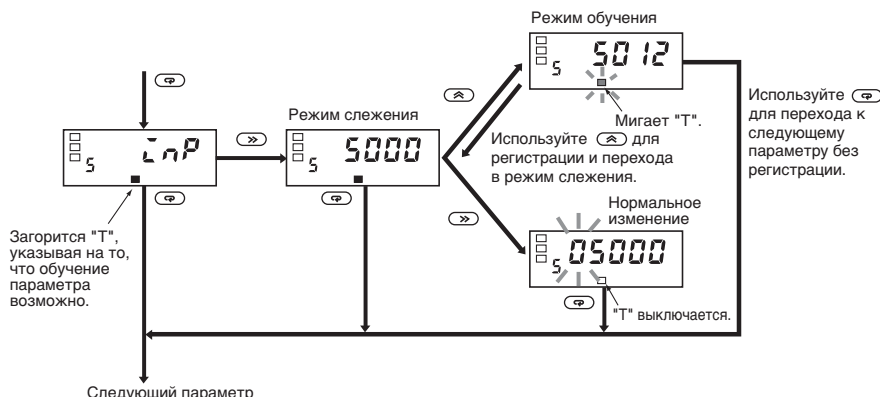 Режим обучения
S 5012
Мигает "T".
Используйте для перехода к следующему параметру без регистрации.
Режим слежения
S 5000
Используйте для
регистрации и перехода
в режим слежения.
S inP
Нормальное
изменение
S 05000
Загорится "T",
указывая на то,
что обучение
параметра
возможно.
"T" выключается.
Следующий параметр